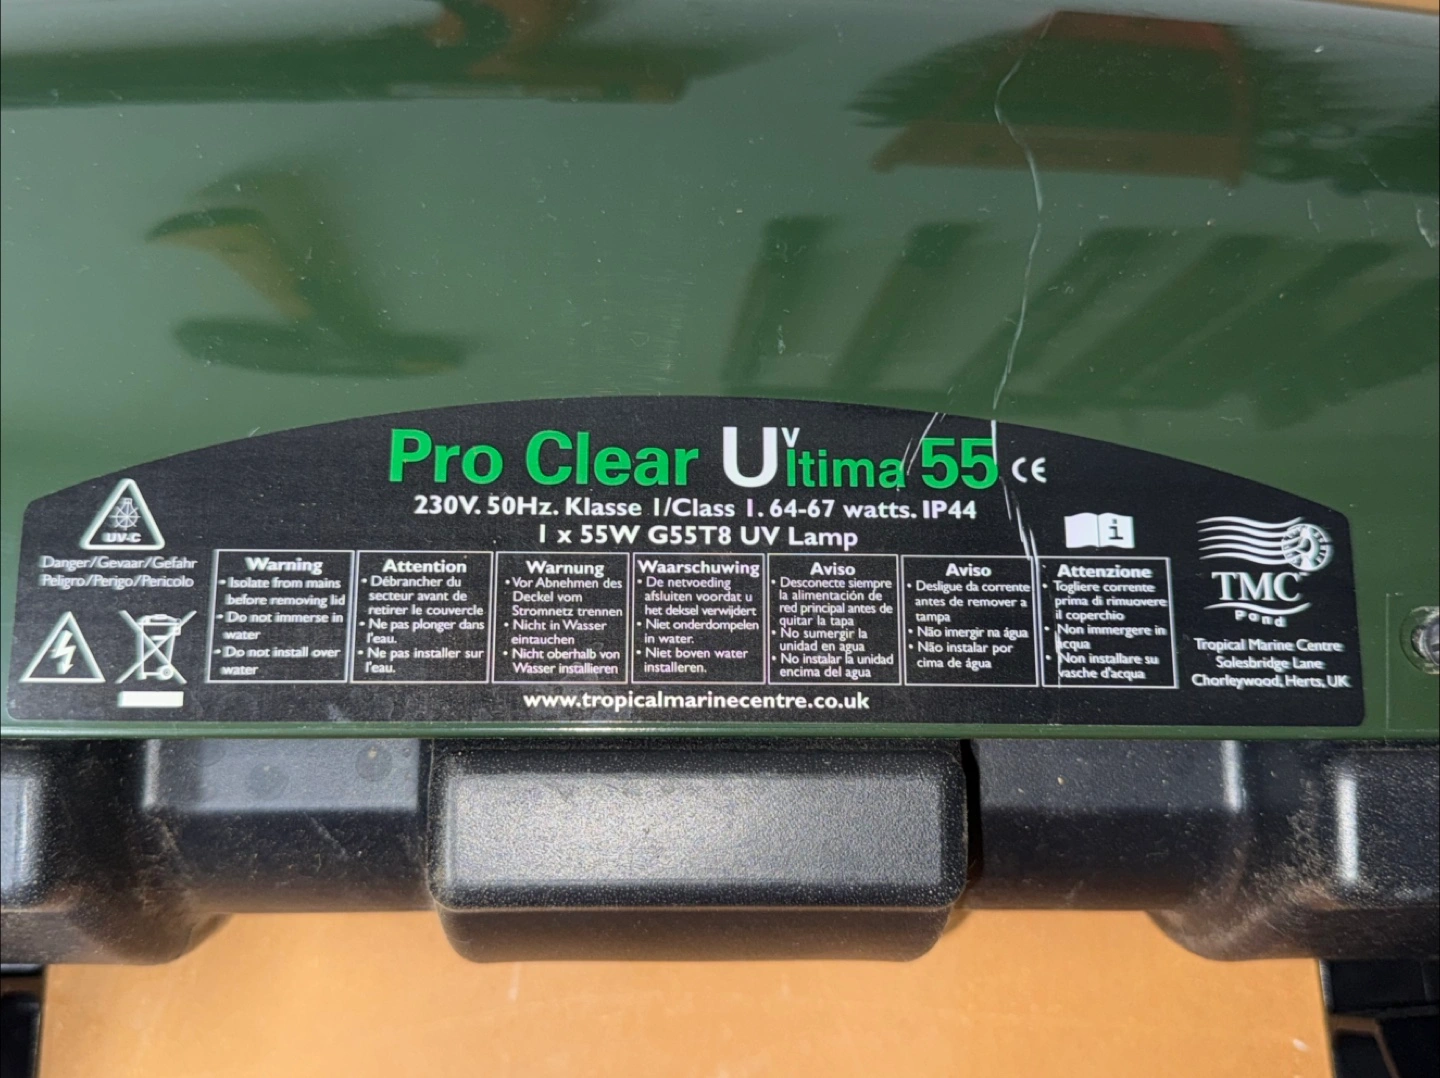 Pro Clear UVltima 55 CE
230V. 50Hz. Klasse 1/Class 1. 64-67 watts. IP44
1 x 55W G55T8 UV Lamp
UV-C
Danger/Gevaar/Gefahr
Peligro/Perigo/Pericolo
Warning
• Isolate from mains
before removing lid
• Do not immerse in
water
• Do not install over
water
Attention
• Débrancher du
secteur avant de
retirer le couvercle
• Ne pas plonger dans
l'eau.
• Ne pas installer sur
l'eau.
Warnung
• Vor Abnehmen des
Deckel vom
Stromnetz trennen
• Nicht in Wasser
eintauchen
• Nicht oberhalb von
Wasser installieren
Waarschuwing
• De netvoeding
afsluiten voordat u
het deksel verwijdert
• Niet onderdompelen
in water.
• Niet boven water
installeren.
Aviso
• Desconecte siempre
la alimentación de
red principal antes de
quitar la tapa
• No sumergir la
unidad en agua
• No instalar la unidad
encima del agua
Aviso
• Desligue da corrente
antes de remover a
tampa
• Não imergir na água
• Não instalar por
cima de água
Attenzione
• Togliere corrente
prima di rimuovere
il coperchio
• Non immergere in
acqua
• Non installare su
vasche d'acqua
i
TMC™
Pond
Tropical Marine Centre
Solesbridge Lane
Chorleywood, Herts, UK
www.tropicalmarinecentre.co.uk